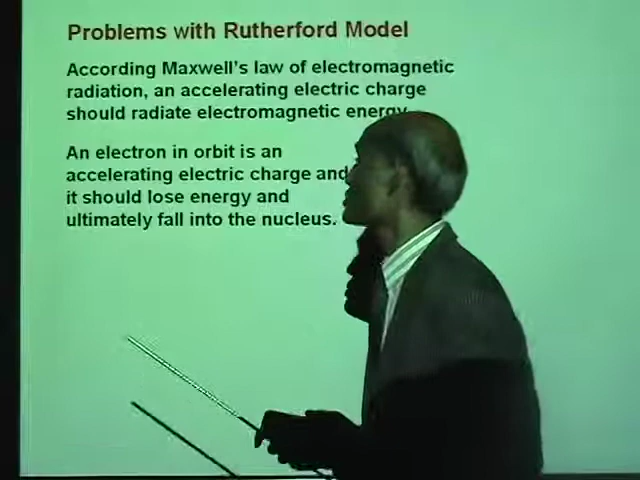 Problems with Rutherford Model
According Maxwell's law of electromagnetic
radiation, an accelerating electric charge
should radiate electromagnetic energy.
An electron in orbit is an
accelerating electric charge and
it should lose energy and
ultimately fall into the nucleus.